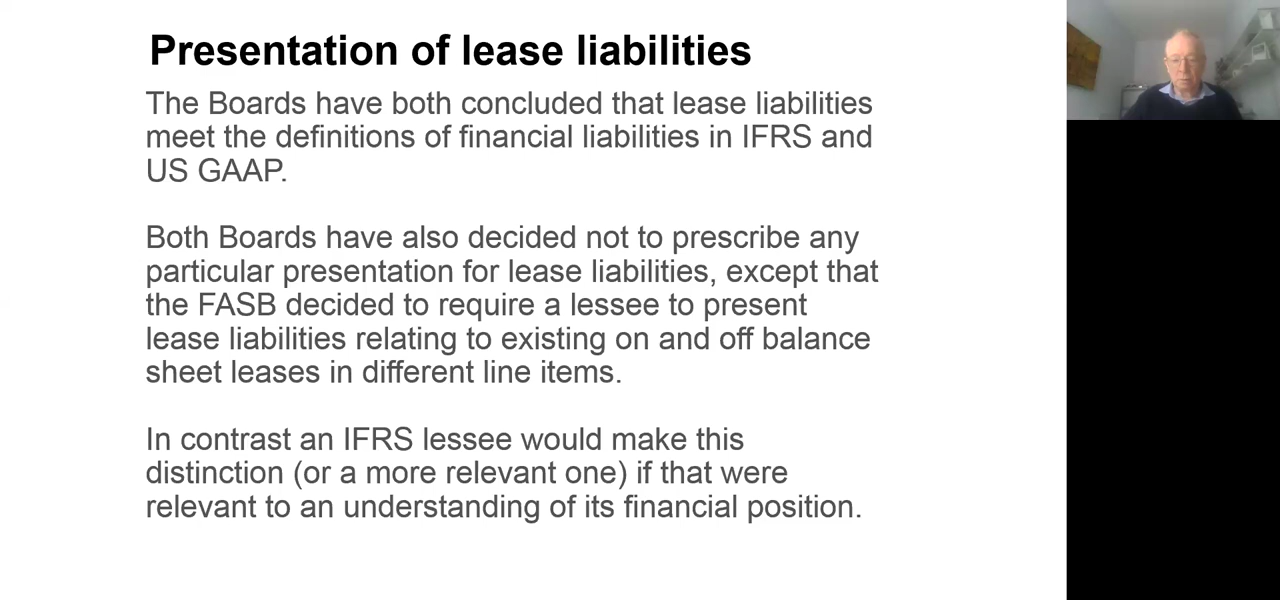 Presentation of lease liabilities
The Boards have both concluded that lease liabilities
meet the definitions of financial liabilities in IFRS and
US GAAP.
Both Boards have also decided not to prescribe any
particular presentation for lease liabilities, except that
the FASB decided to require a lessee to present
lease liabilities relating to existing on and off balance
sheet leases in different line items.
In contrast an IFRS lessee would make this
distinction (or a more relevant one) if that were
relevant to an understanding of its financial position.